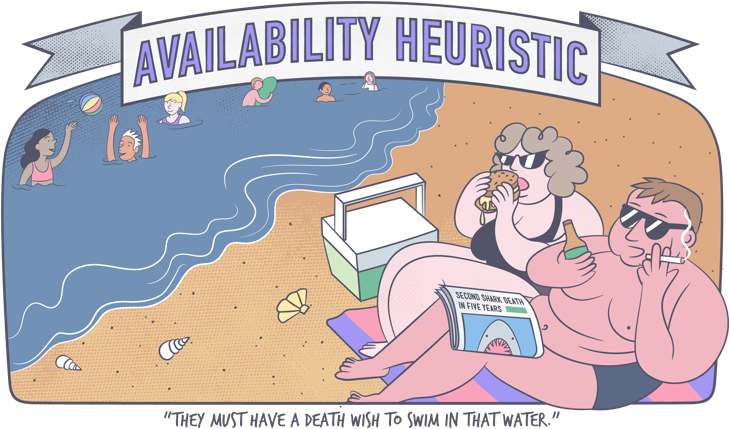 AVAILABILITY HEURISTIC
SECOND SHARK DEATH
IN FIVE YEARS
"THEY MUST HAVE A DEATH WISH TO SWIM IN THAT WATER."